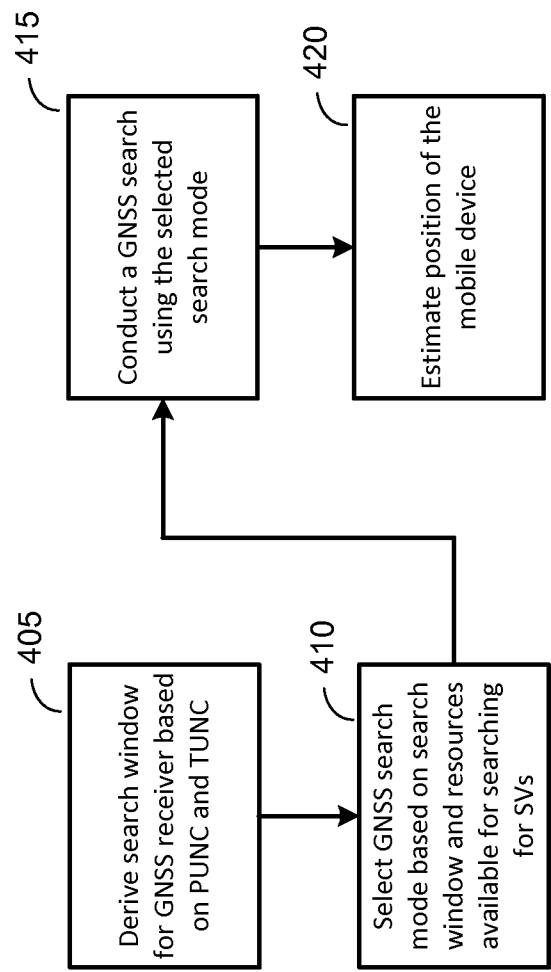 405
Derive search window
for GNSS receiver based
on PUNC and TUNC
410
Select GNSS search
mode based on search
window and resources
available for searching
for SVs
415
Conduct a GNSS search
using the selected
search mode
420
Estimate position of the
mobile device